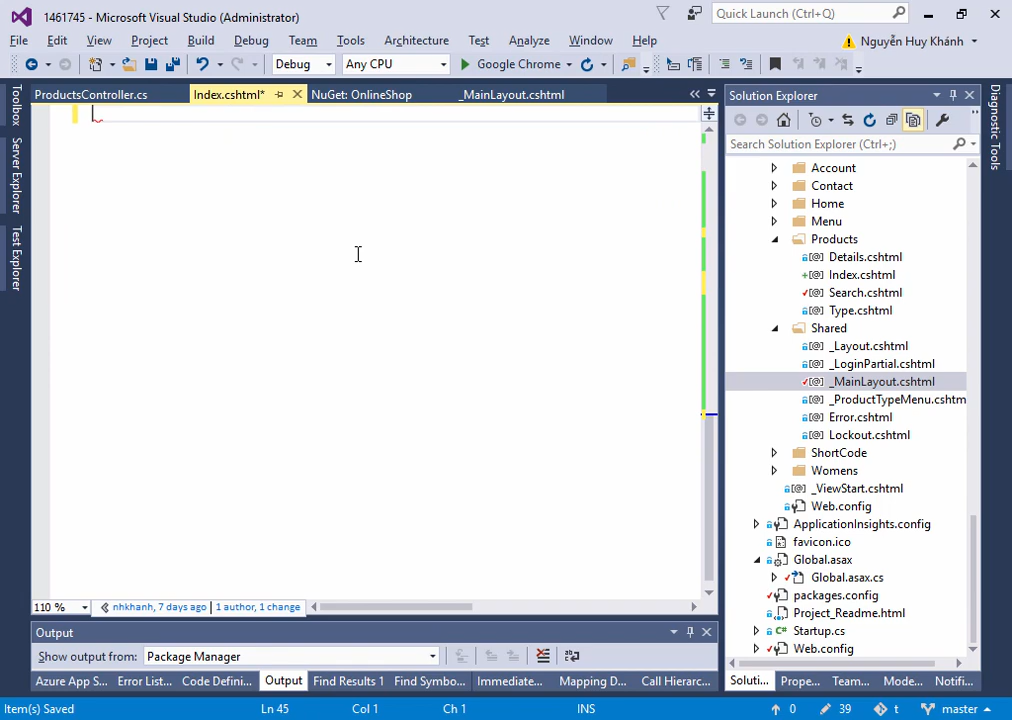 1461745 - Microsoft Visual Studio (Administrator)
Quick Launch (Ctrl+Q)
File Edit View Project Build Debug Team Tools Architecture Test Analyze Window Help
Nguyễn Huy Khánh
Debug Any CPU Google Chrome
Toolbox
Server Explorer
Test Explorer
ProductsController.cs Index.cshtml* NuGet: OnlineShop _MainLayout.cshtml
110 % nhkhanh, 7 days ago | 1 author, 1 change
Solution Explorer
Search Solution Explorer (Ctrl+;)
Account
Contact
Home
Menu
Products
Details.cshtml
Index.cshtml
Search.cshtml
Type.cshtml
Shared
_Layout.cshtml
_LoginPartial.cshtml
_MainLayout.cshtml
_ProductTypeMenu.cshtm
Error.cshtml
Lockout.cshtml
ShortCode
Womens
_ViewStart.cshtml
Web.config
ApplicationInsights.config
favicon.ico
Global.asax
Global.asax.cs
packages.config
Project_Readme.html
Startup.cs
Web.config
Diagnostic Tools
Output
Show output from: Package Manager
Azure App S... Error List... Code Defini... Output Find Results 1 Find Symbo... Immediate... Mapping D... Call Hierarc...
Soluti... Prope... Team... Mode... Notifi...
Item(s) Saved Ln 45 Col 1 Ch 1 INS 0 39 t master